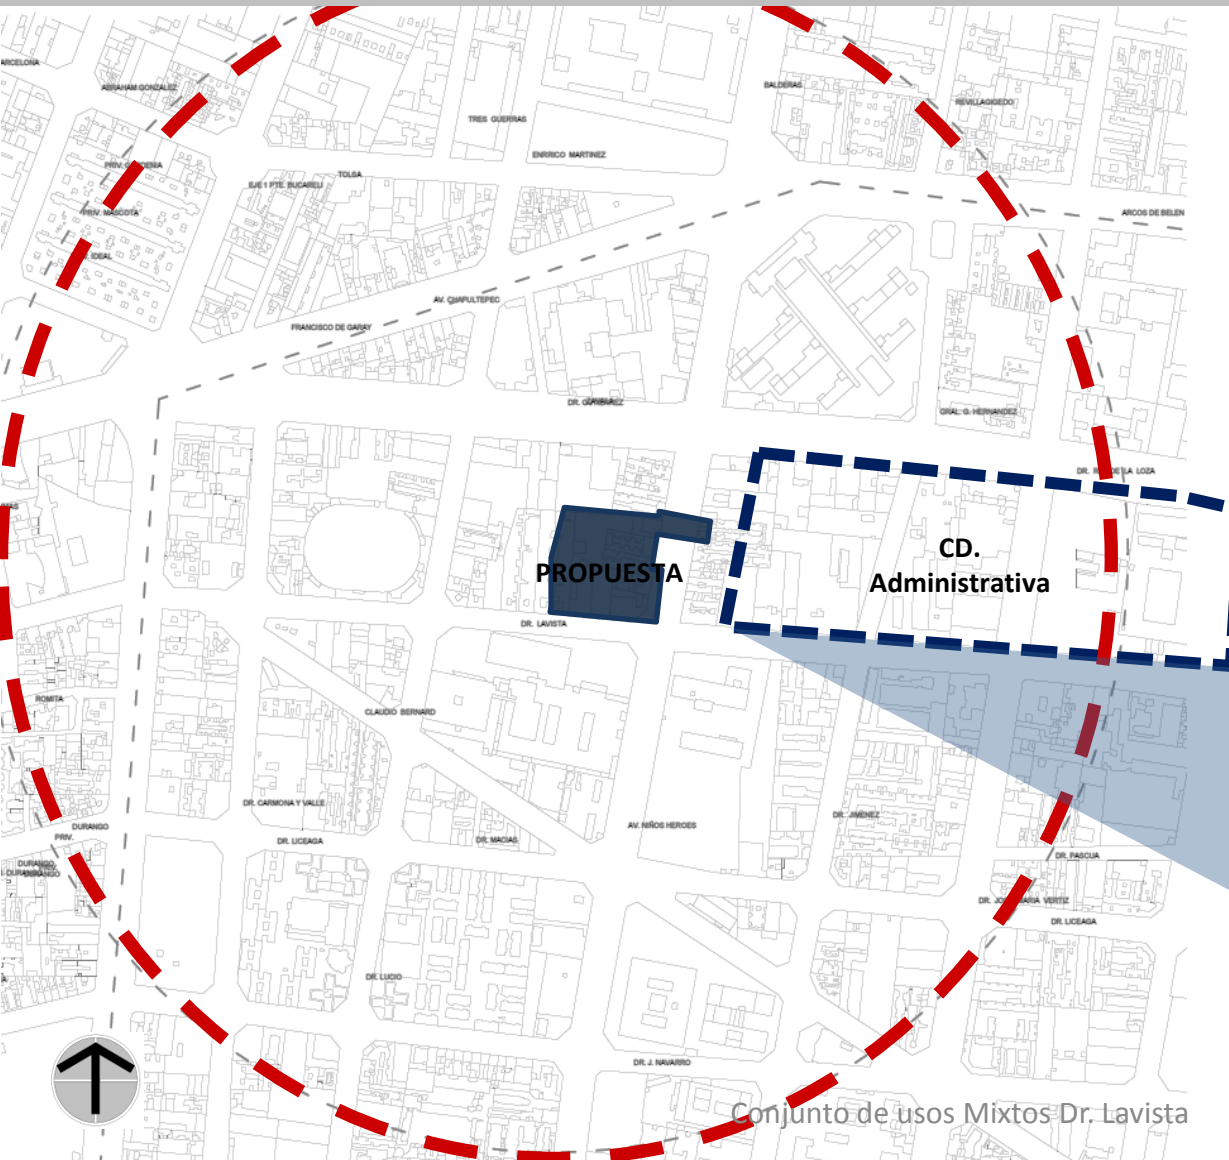 ARCELONA
ABRAHAM GONZALEZ
BALDERAS
REVILLAGIGEDO
TRES GUERRAS
ENRRICO MARTINEZ
TOLSA
EJE 1 PTE. BUCARELI
PRIV. MASCOTA
IDEAL
ARCOS DE BELEN
AV. CHAPULTEPEC
FRANCISCO DE GARAY
GRAL. G. HERNANDEZ
CD.
Administrativa
PROPUESTA
DR. LAVISTA
ROMITA
CLAUDIO BERNARD
DR. CARMONA Y VALLE
DR. LICEAGA
DR. MACIAS
AV. NIÑOS HEROES
DR. JIMENEZ
DURANGO
PRIV.
DURANGO
DR. PASCUA
DR. LICEAGA
DR. LUCIO
DR. J. NAVARRO
Conjunto de usos Mixtos Dr. Lavista